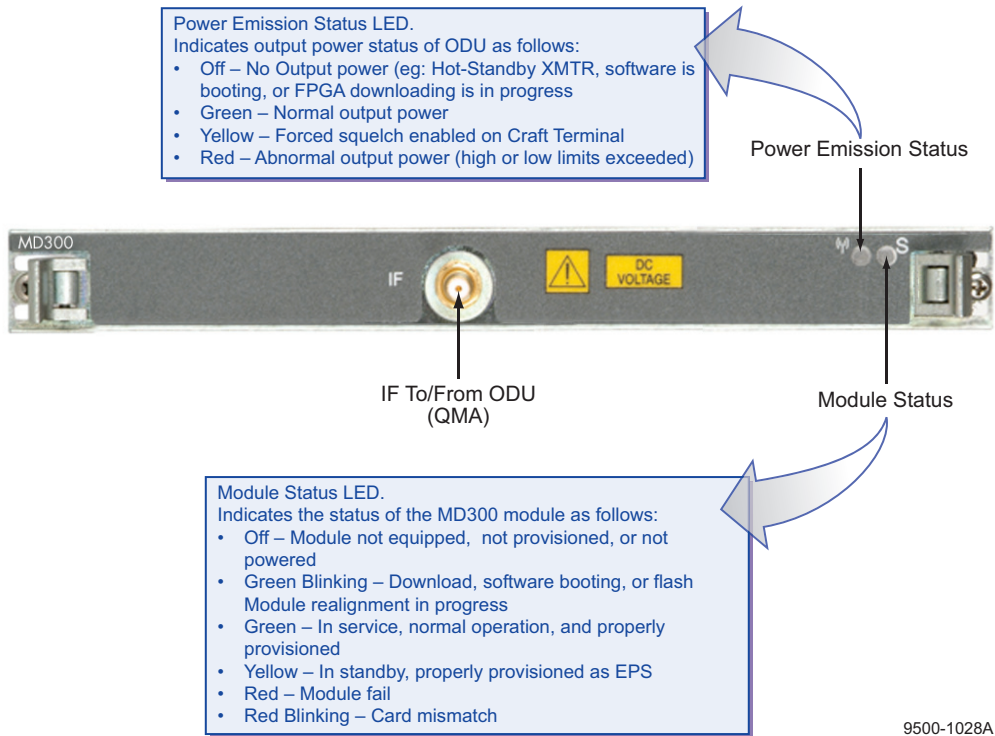 Power Emission Status LED.
Indicates output power status of ODU as follows:
• Off – No Output power (eg: Hot-Standby XMTR, software is
booting, or FPGA downloading is in progress
• Green – Normal output power
• Yellow – Forced squelch enabled on Craft Terminal
• Red – Abnormal output power (high or low limits exceeded)
Power Emission Status
MD300
IF
DC
VOLTAGE
S
IF To/From ODU
(QMA)
Module Status
Module Status LED.
Indicates the status of the MD300 module as follows:
• Off – Module not equipped, not provisioned, or not
powered
• Green Blinking – Download, software booting, or flash
Module realignment in progress
• Green – In service, normal operation, and properly
provisioned
• Yellow – In standby, properly provisioned as EPS
• Red – Module fail
• Red Blinking – Card mismatch
9500-1028A